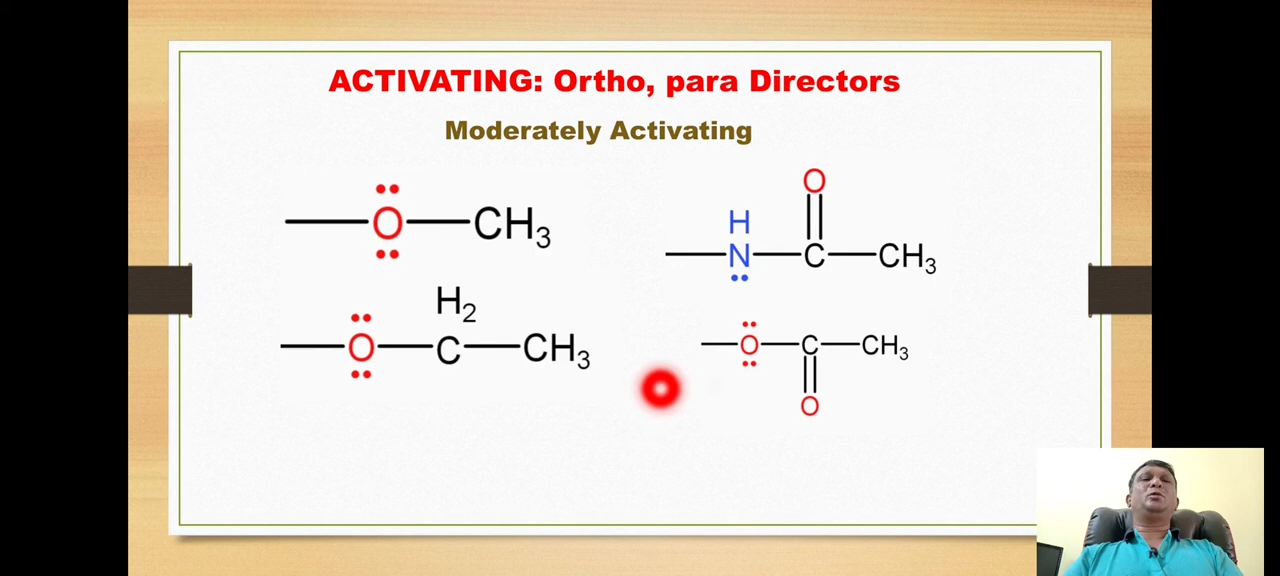 ACTIVATING: Ortho, para Directors
Moderately Activating
O—CH3
O
H
N—C—CH3
H2
O—C—CH3
O—C—CH3
O